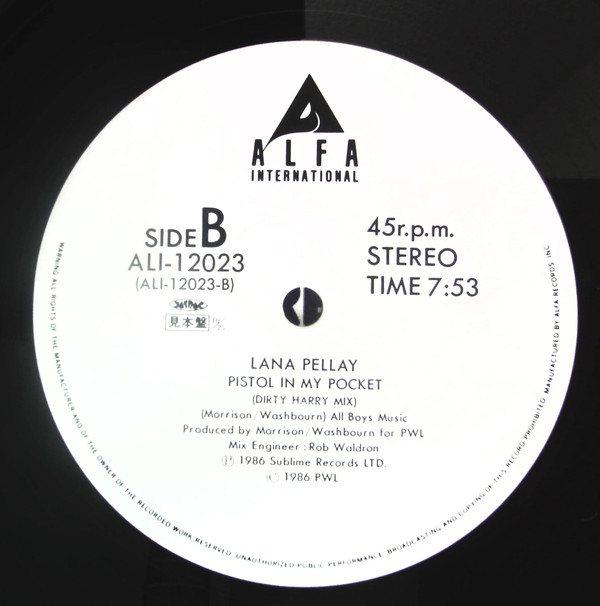 ALFA
INTERNATIONAL
SIDE B
ALI-12023
(ALI-12023-B)
JASRAC
見本盤
45r.p.m.
STEREO
TIME 7:53
LANA PELLAY
PISTOL IN MY POCKET
(DIRTY HARRY MIX)
(Morrison/Washbourn) All Boys Music
Produced by Morrison/Washbourn for PWL
Mix Engineer : Rob Waldron
Ⓟ 1986 Sublime Records LTD.
© 1986 PWL
WARNING: ALL RIGHTS OF THE MANUFACTURER AND OF THE OWNER OF THE RECORDED WORK RESERVED. UNAUTHORIZED PUBLIC PERFORMANCE. BROADCASTING AND COPYING OF THIS RECORD PROHIBITED. MANUFACTURED BY ALFA RECORDS, INC.